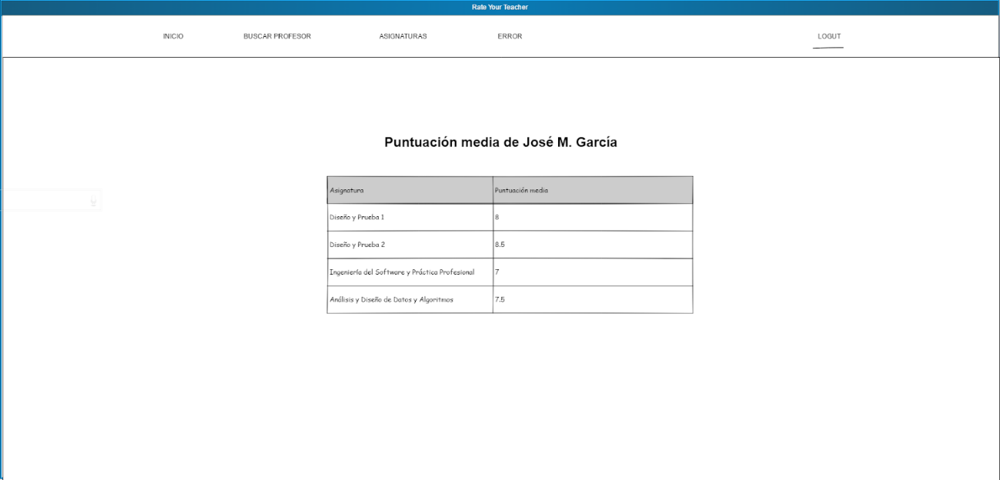 Rate Your Teacher
INICIO BUSCAR PROFESOR ASIGNATURAS ERROR LOGUT
Puntuación media de José M. García
Asignatura Puntuación media
Diseño y Prueba 1 8
Diseño y Prueba 2 8.5
Ingeniería del Software y Práctica Profesional 7
Análisis y Diseño de Datos y Algoritmos 7.5